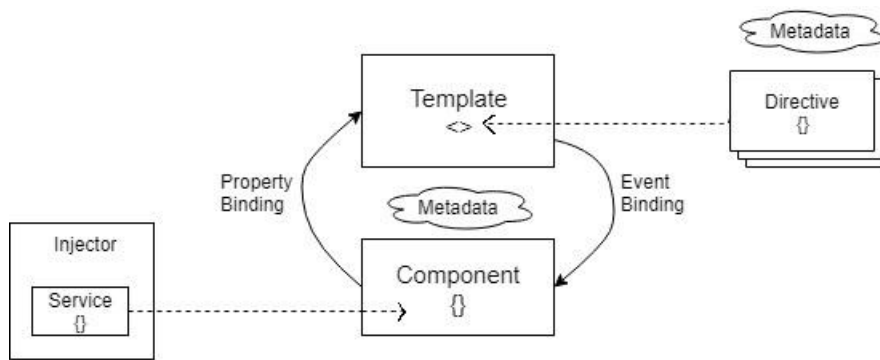 Metadata
Template
<>
Directive
{}
Property
Binding
Event
Binding
Metadata
Injector
Component
{}
Service
{}